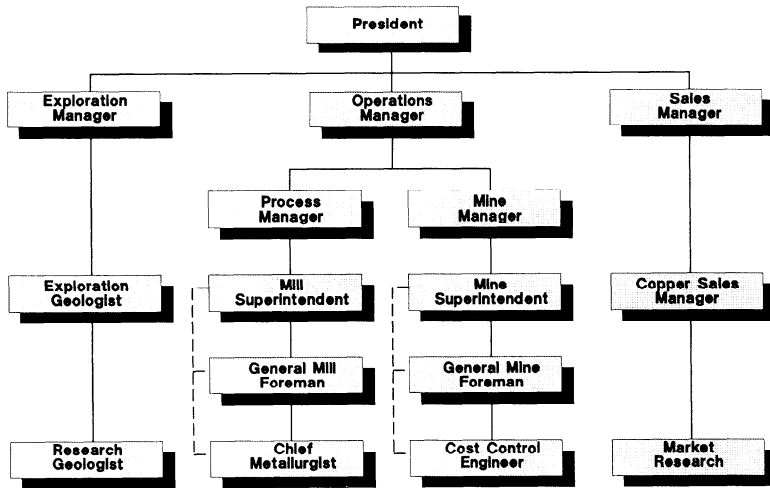 President
Exploration
Manager
Operations
Manager
Sales
Manager
Process
Manager
Mine
Manager
Exploration
Geologist
Mill
Superintendent
Mine
Superintendent
Copper Sales
Manager
General Mill
Foreman
General Mine
Foreman
Research
Geologist
Chief
Metallurgist
Cost Control
Engineer
Market
Research